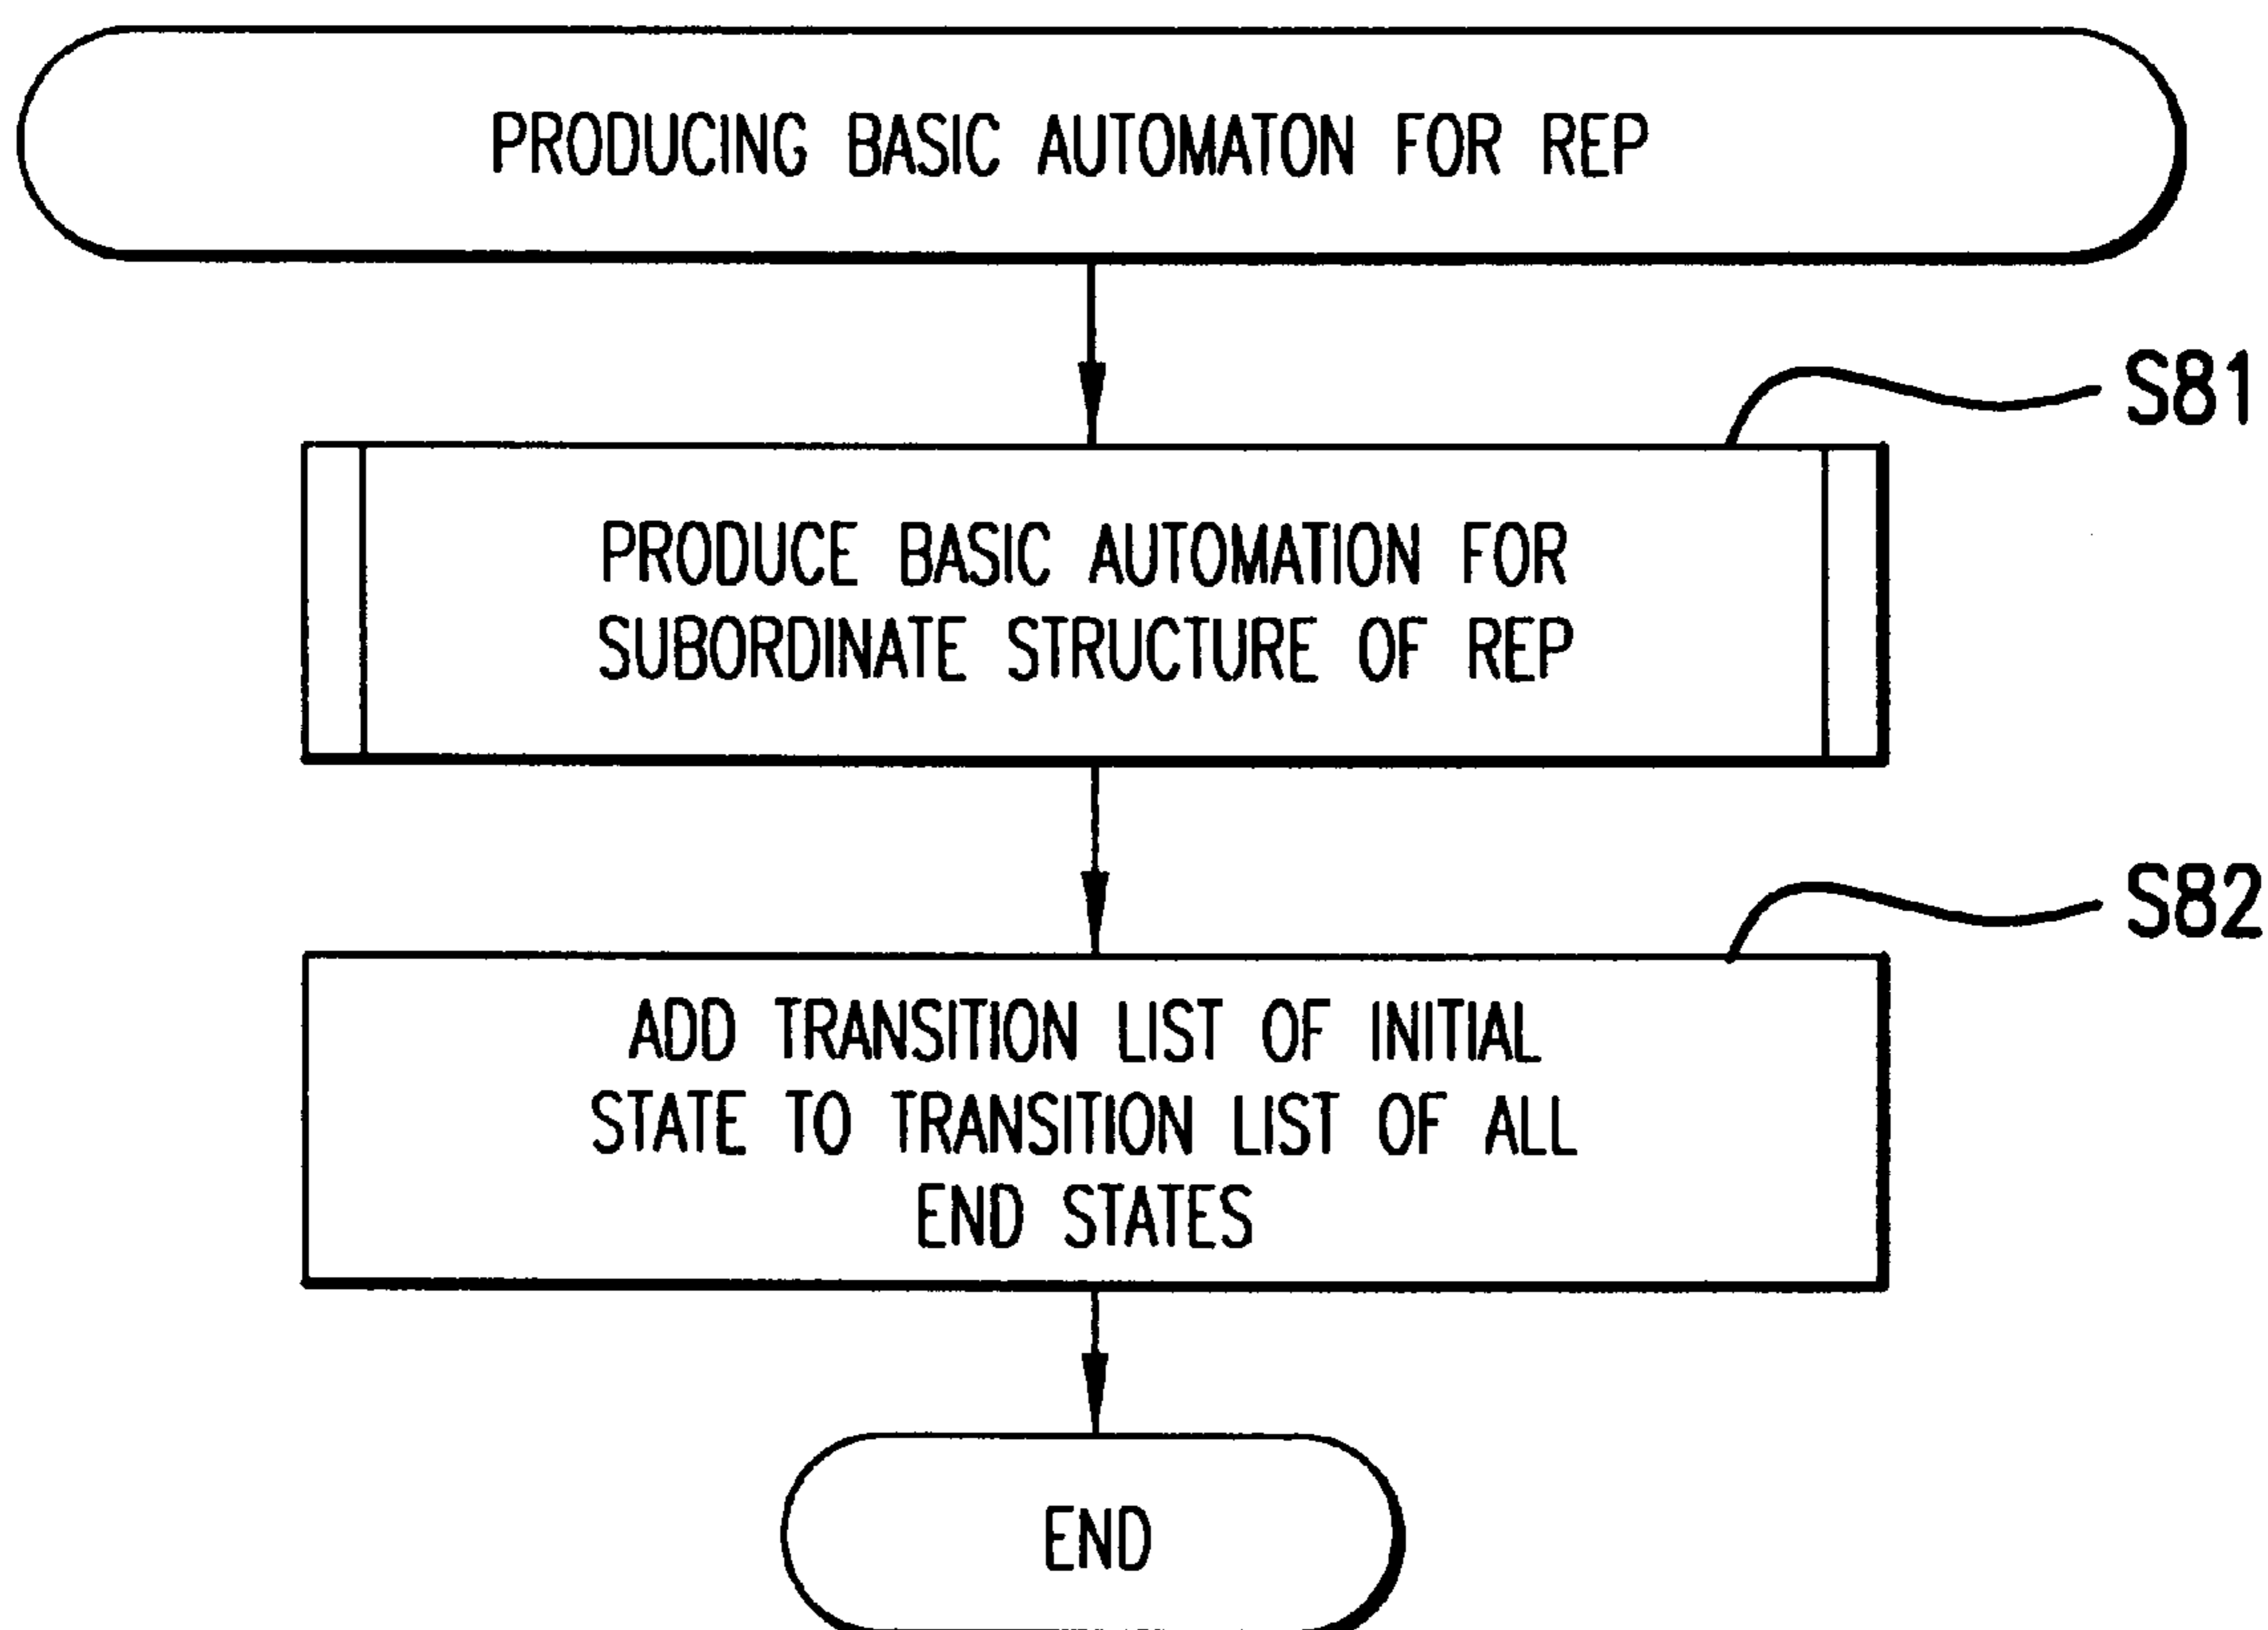 PRODUCING BASIC AUTOMATON FOR REP
S81
PRODUCE BASIC AUTOMATION FOR
SUBORDINATE STRUCTURE OF REP
S82
ADD TRANSITION LIST OF INITIAL
STATE TO TRANSITION LIST OF ALL
END STATES
END